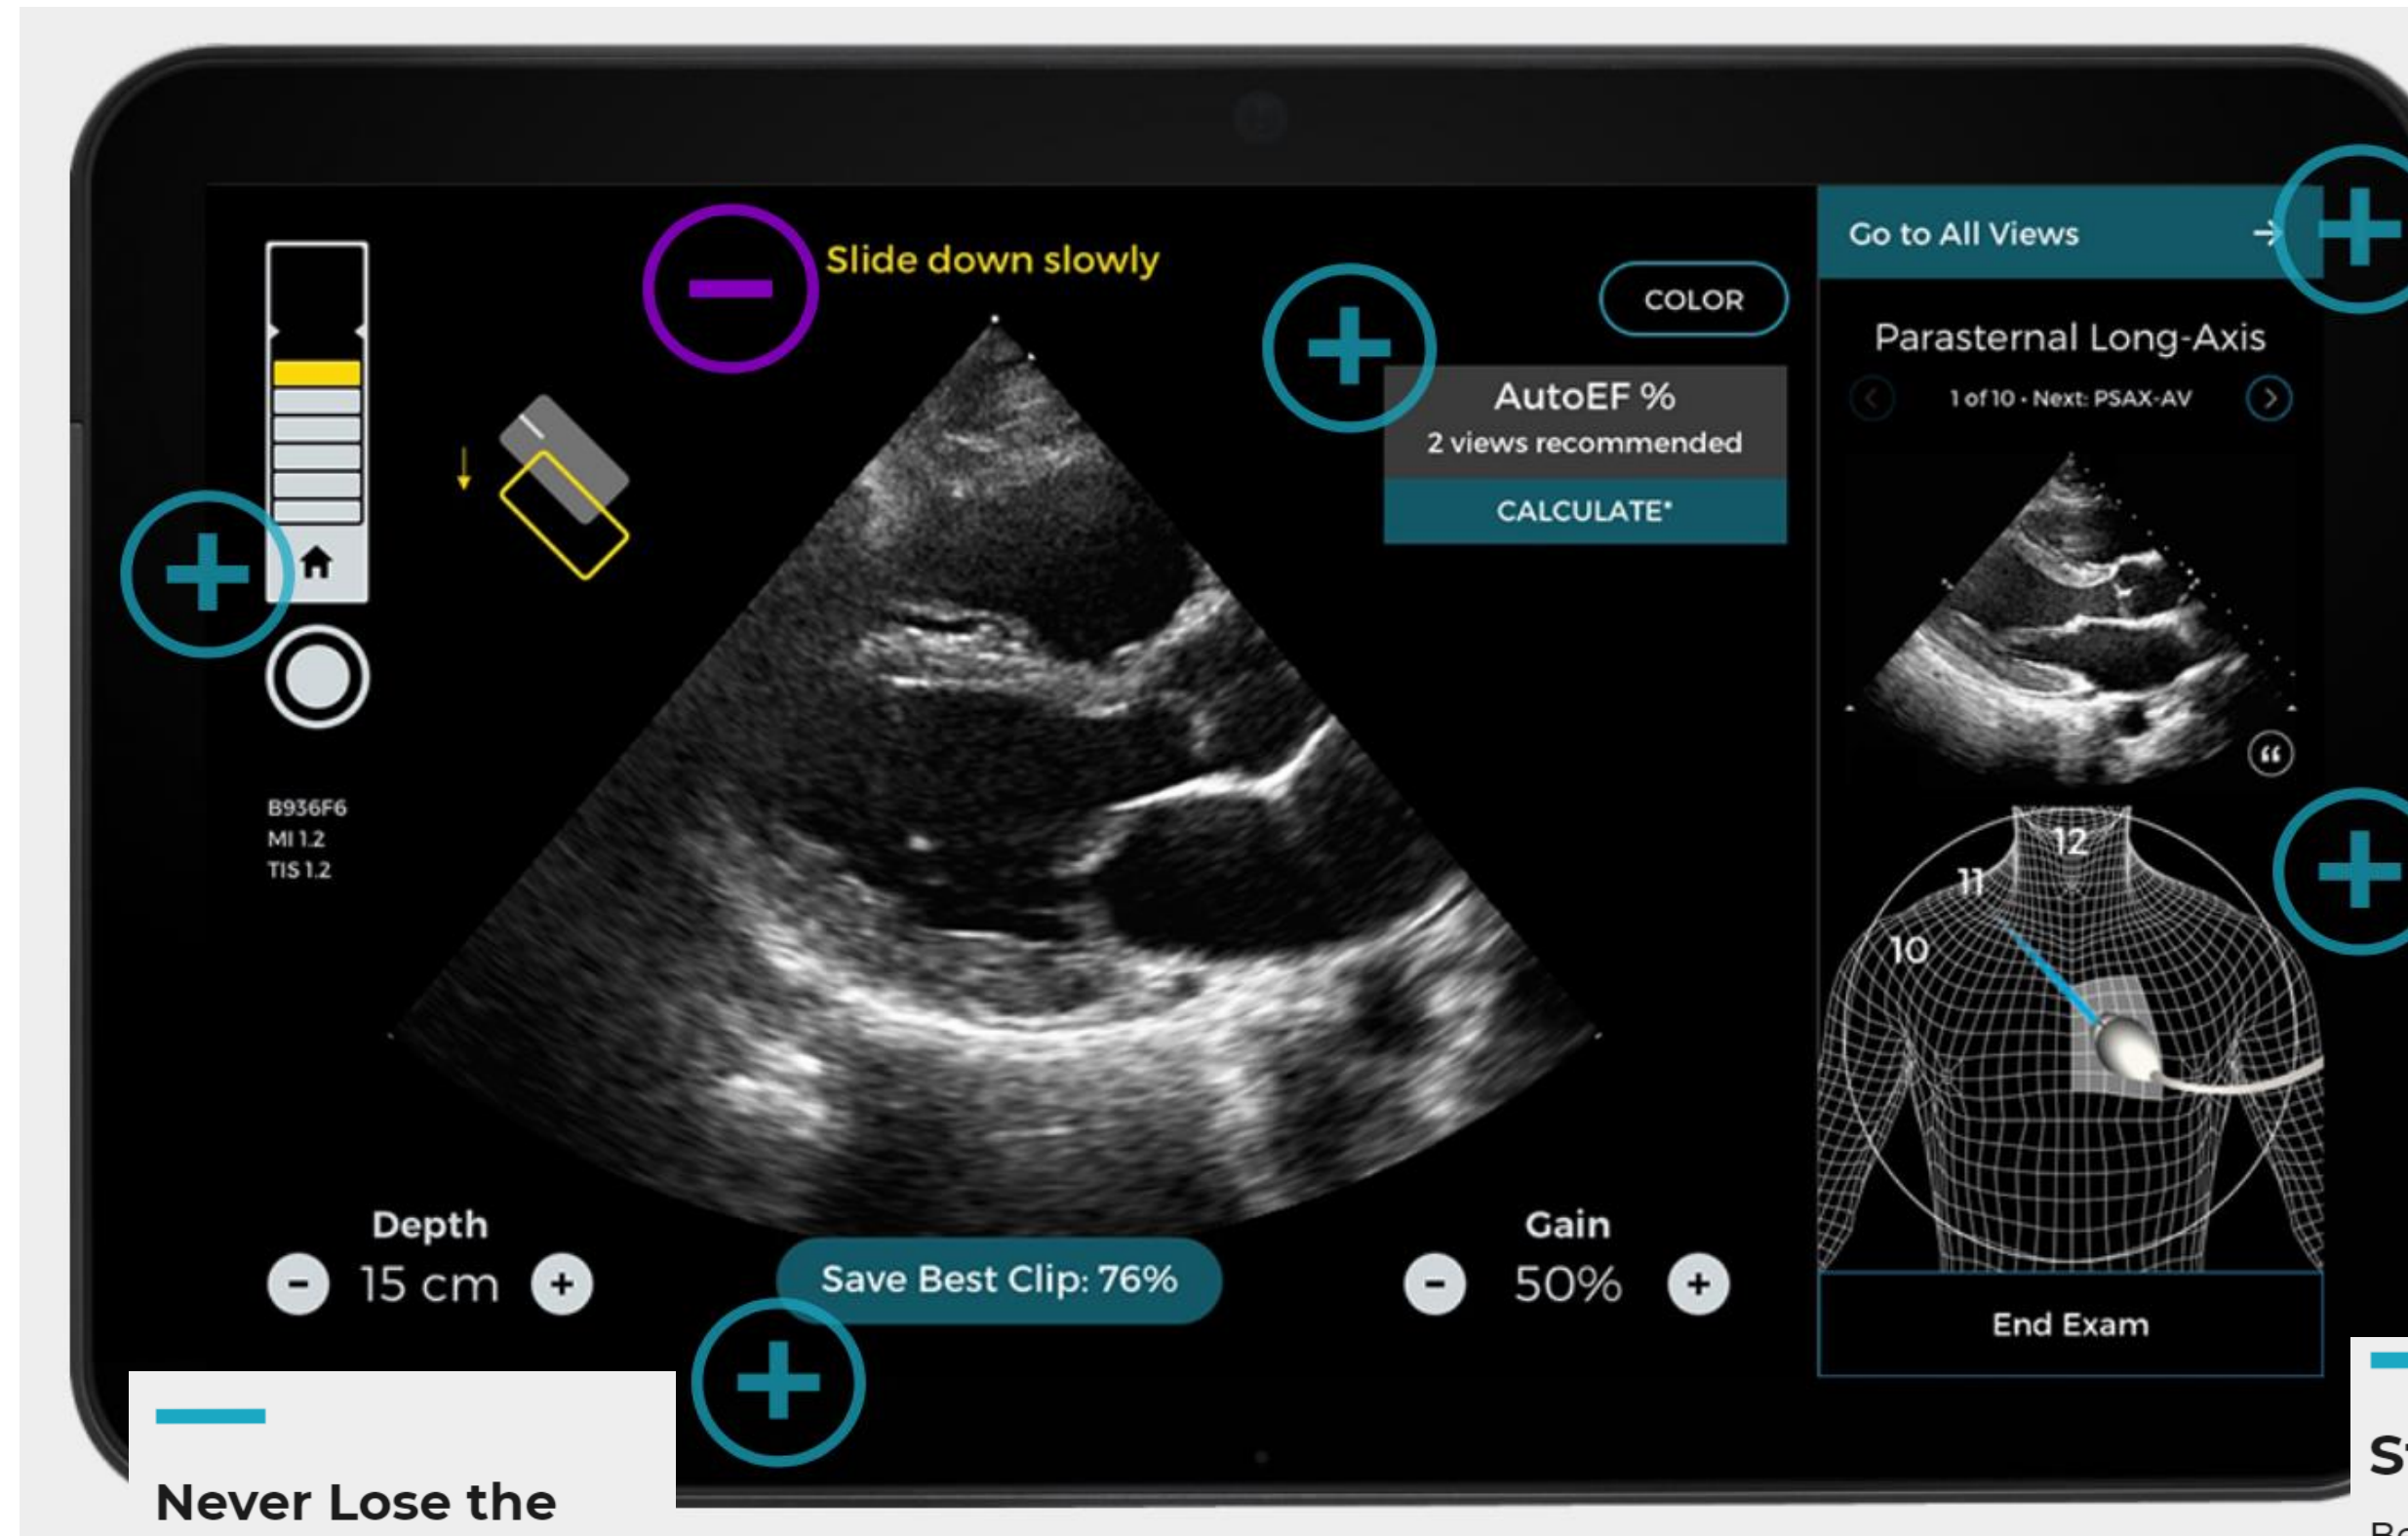 Slide down slowly
COLOR
AutoEF %
2 views recommended
CALCULATE*
B936F6
MI 1.2
TIS 1.2
Depth
- 15 cm +
Save Best Clip: 76%
Gain
- 50% +
Go to All Views →
Parasternal Long-Axis
1 of 10 • Next: PSAX-AV
12
11
10
End Exam
Never Lose the